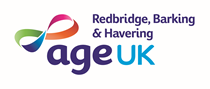 Redbridge, Barking
& Havering
age UK